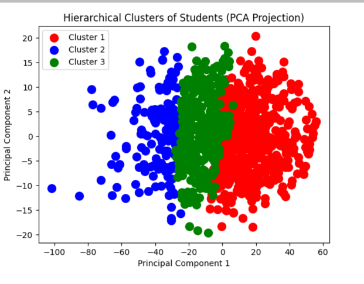 Hierarchical Clusters of Students (PCA Projection)
Cluster 1
Cluster 2
Cluster 3
20
15
10
5
0
−5
−10
−15
−20
Principal Component 2
−100 −80 −60 −40 −20 0 20 40 60
Principal Component 1